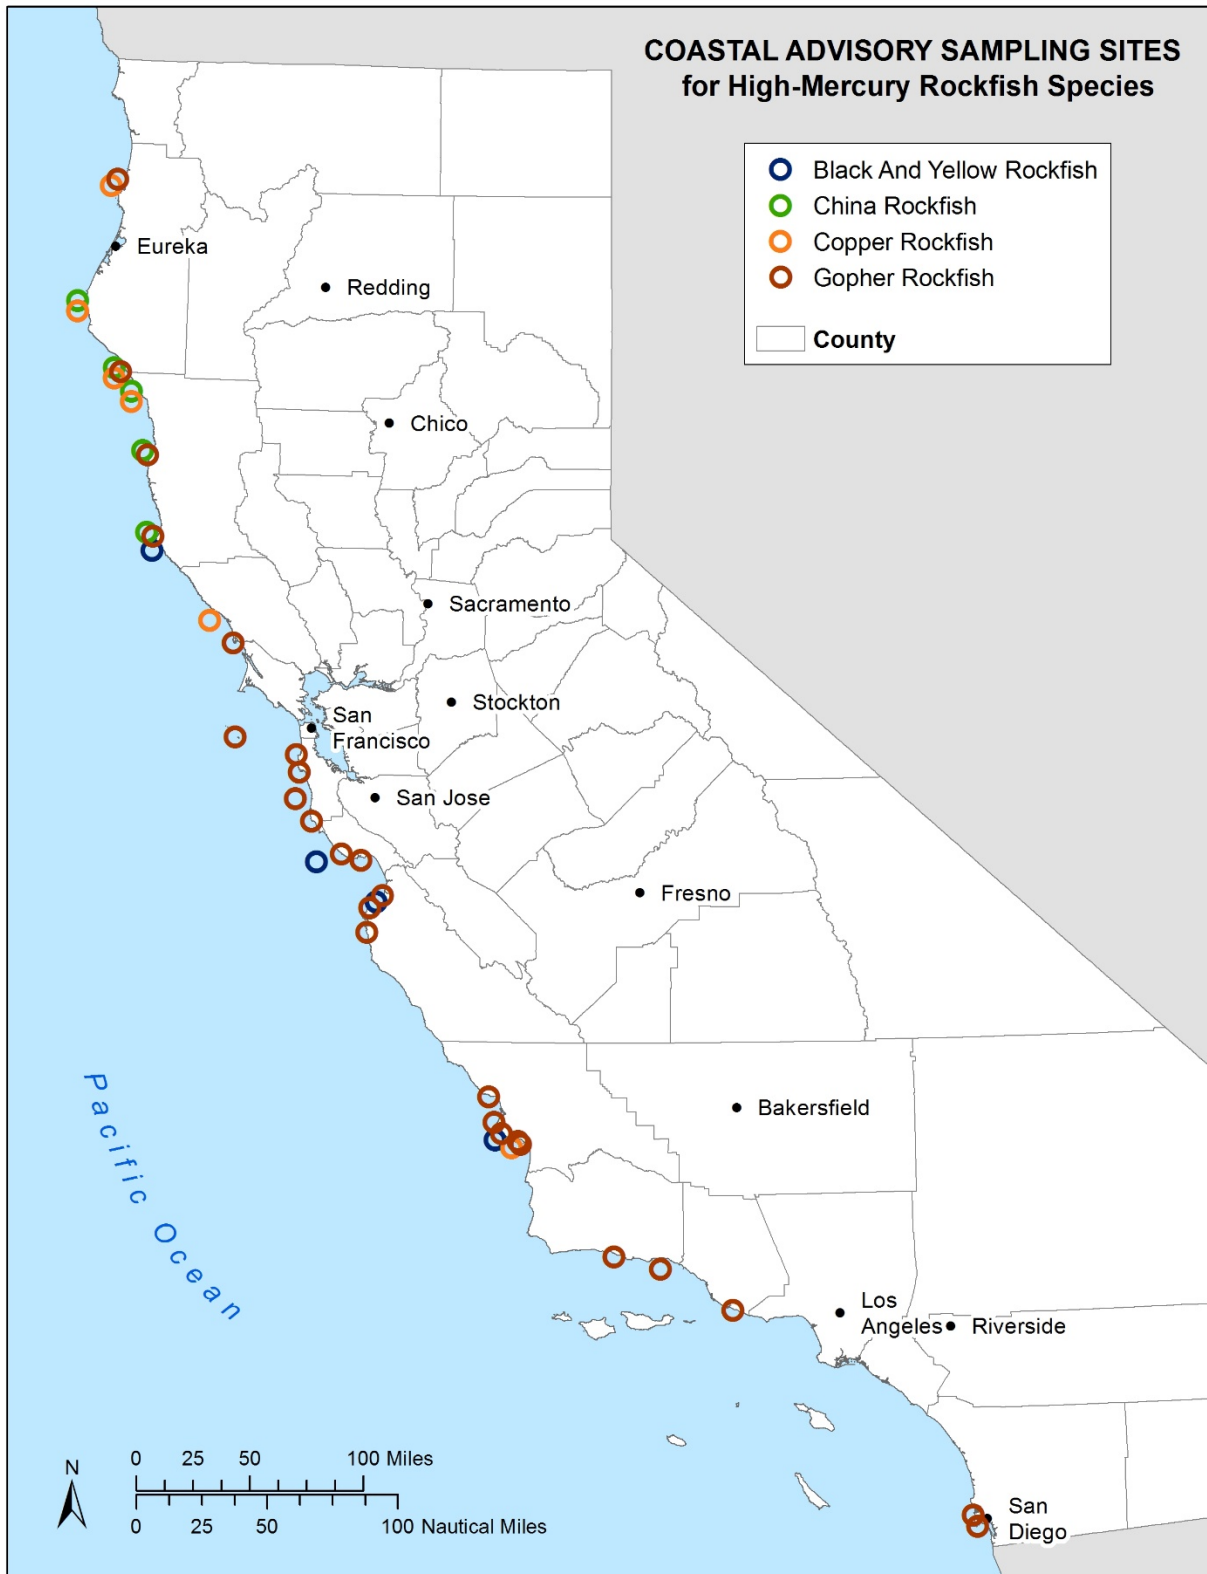 COASTAL ADVISORY SAMPLING SITES
for High-Mercury Rockfish Species
Black And Yellow Rockfish
China Rockfish
Copper Rockfish
Gopher Rockfish
County
Eureka
Redding
Chico
Sacramento
Stockton
San
Francisco
San Jose
Fresno
Bakersfield
Los
Angeles
Riverside
San
Diego
Pacific Ocean
N
0 25 50 100 Miles
0 25 50 100 Nautical Miles